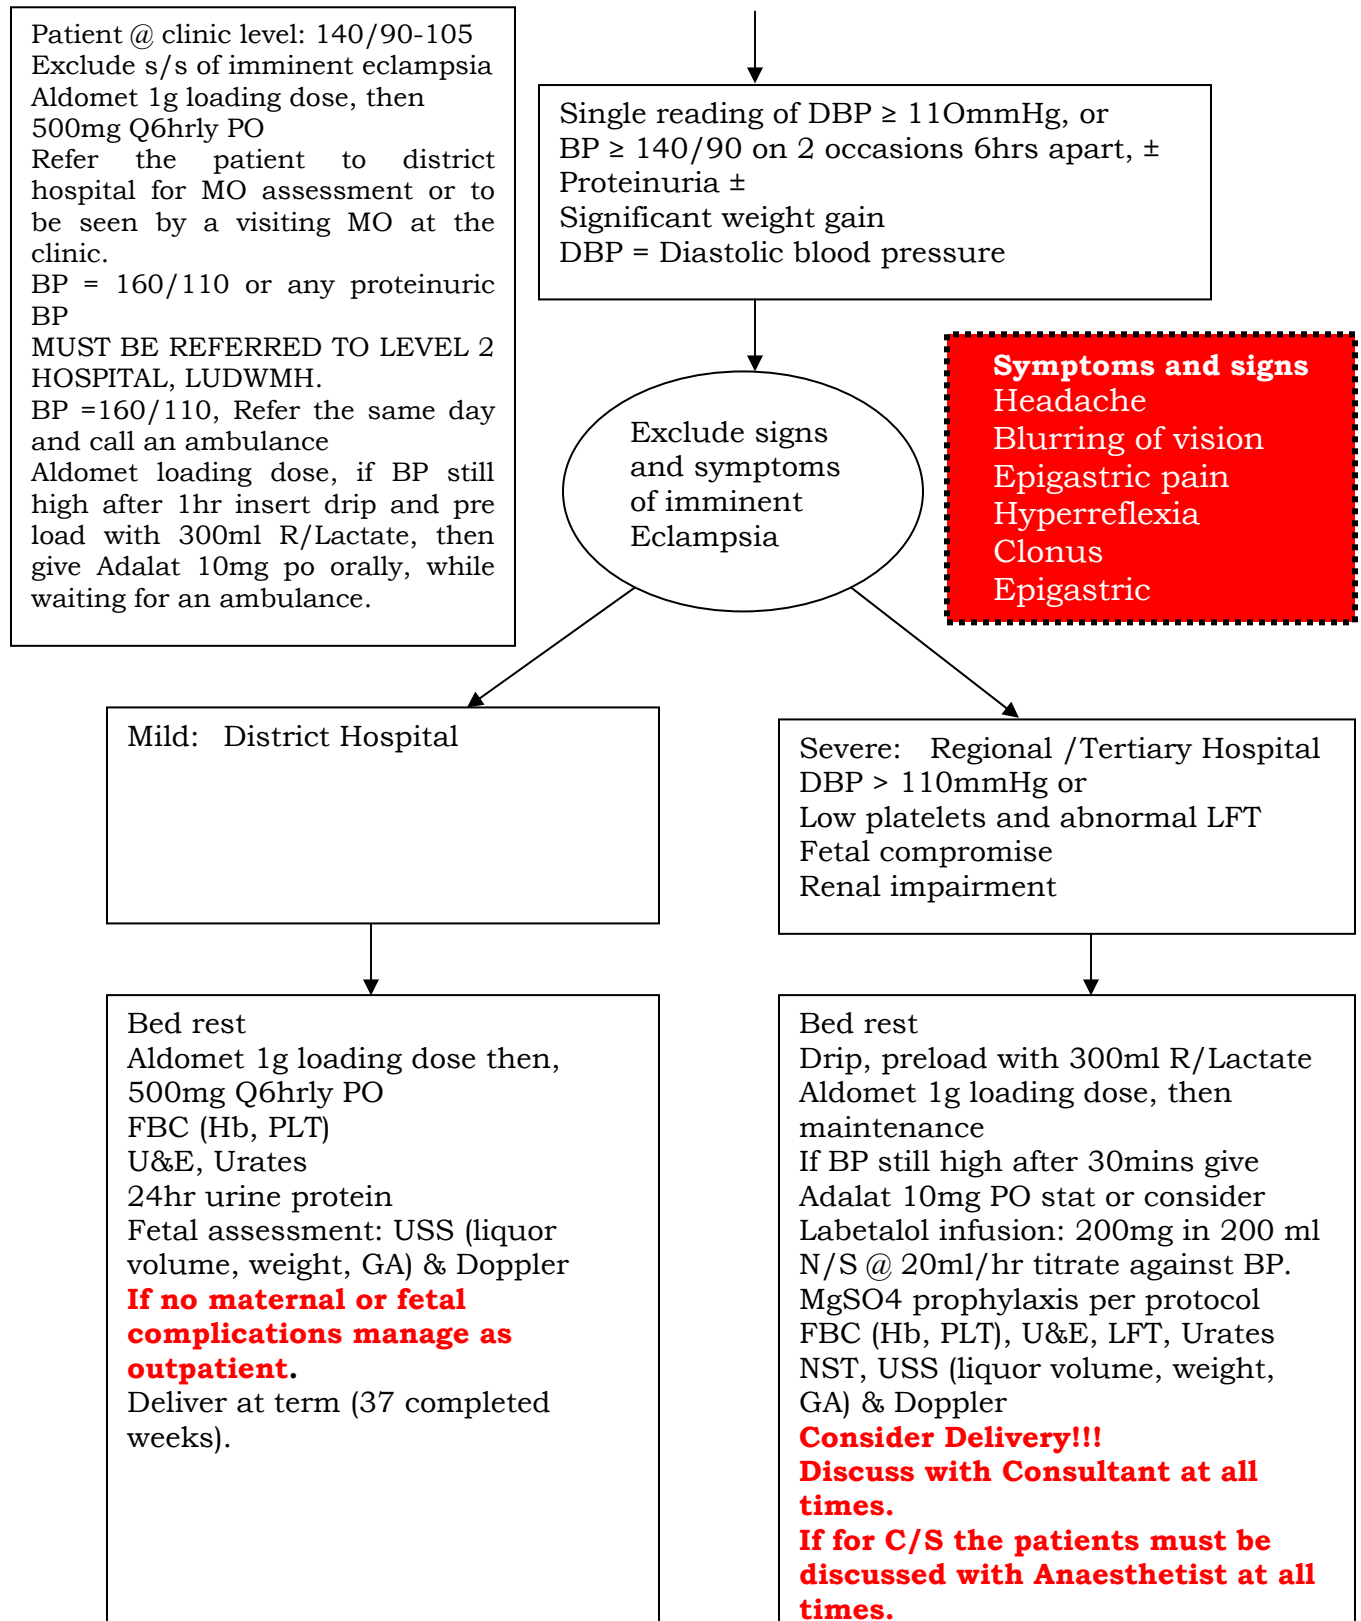 Patient @ clinic level: 140/90-105
Exclude s/s of imminent eclampsia
Aldomet 1g loading dose, then
500mg Q6hrly PO
Refer the patient to district
hospital for MO assessment or to
be seen by a visiting MO at the
clinic.
BP = 160/110 or any proteinuric
BP
MUST BE REFERRED TO LEVEL 2
HOSPITAL, LUDWMH.
BP =160/110, Refer the same day
and call an ambulance
Aldomet loading dose, if BP still
high after 1hr insert drip and pre
load with 300ml R/Lactate, then
give Adalat 10mg po orally, while
waiting for an ambulance.
Single reading of DBP ≥ 11OmmHg, or
BP ≥ 140/90 on 2 occasions 6hrs apart, ±
Proteinuria ±
Significant weight gain
DBP = Diastolic blood pressure
Exclude signs
and symptoms
of imminent
Eclampsia
Symptoms and signs
Headache
Blurring of vision
Epigastric pain
Hyperreflexia
Clonus
Epigastric
Mild: District Hospital
Severe: Regional /Tertiary Hospital
DBP > 110mmHg or
Low platelets and abnormal LFT
Fetal compromise
Renal impairment
Bed rest
Aldomet 1g loading dose then,
500mg Q6hrly PO
FBC (Hb, PLT)
U&E, Urates
24hr urine protein
Fetal assessment: USS (liquor
volume, weight, GA) & Doppler
If no maternal or fetal
complications manage as
outpatient.
Deliver at term (37 completed
weeks).
Bed rest
Drip, preload with 300ml R/Lactate
Aldomet 1g loading dose, then
maintenance
If BP still high after 30mins give
Adalat 10mg PO stat or consider
Labetalol infusion: 200mg in 200 ml
N/S @ 20ml/hr titrate against BP.
MgSO4 prophylaxis per protocol
FBC (Hb, PLT), U&E, LFT, Urates
NST, USS (liquor volume, weight,
GA) & Doppler
Consider Delivery!!!
Discuss with Consultant at all
times.
If for C/S the patients must be
discussed with Anaesthetist at all
times.